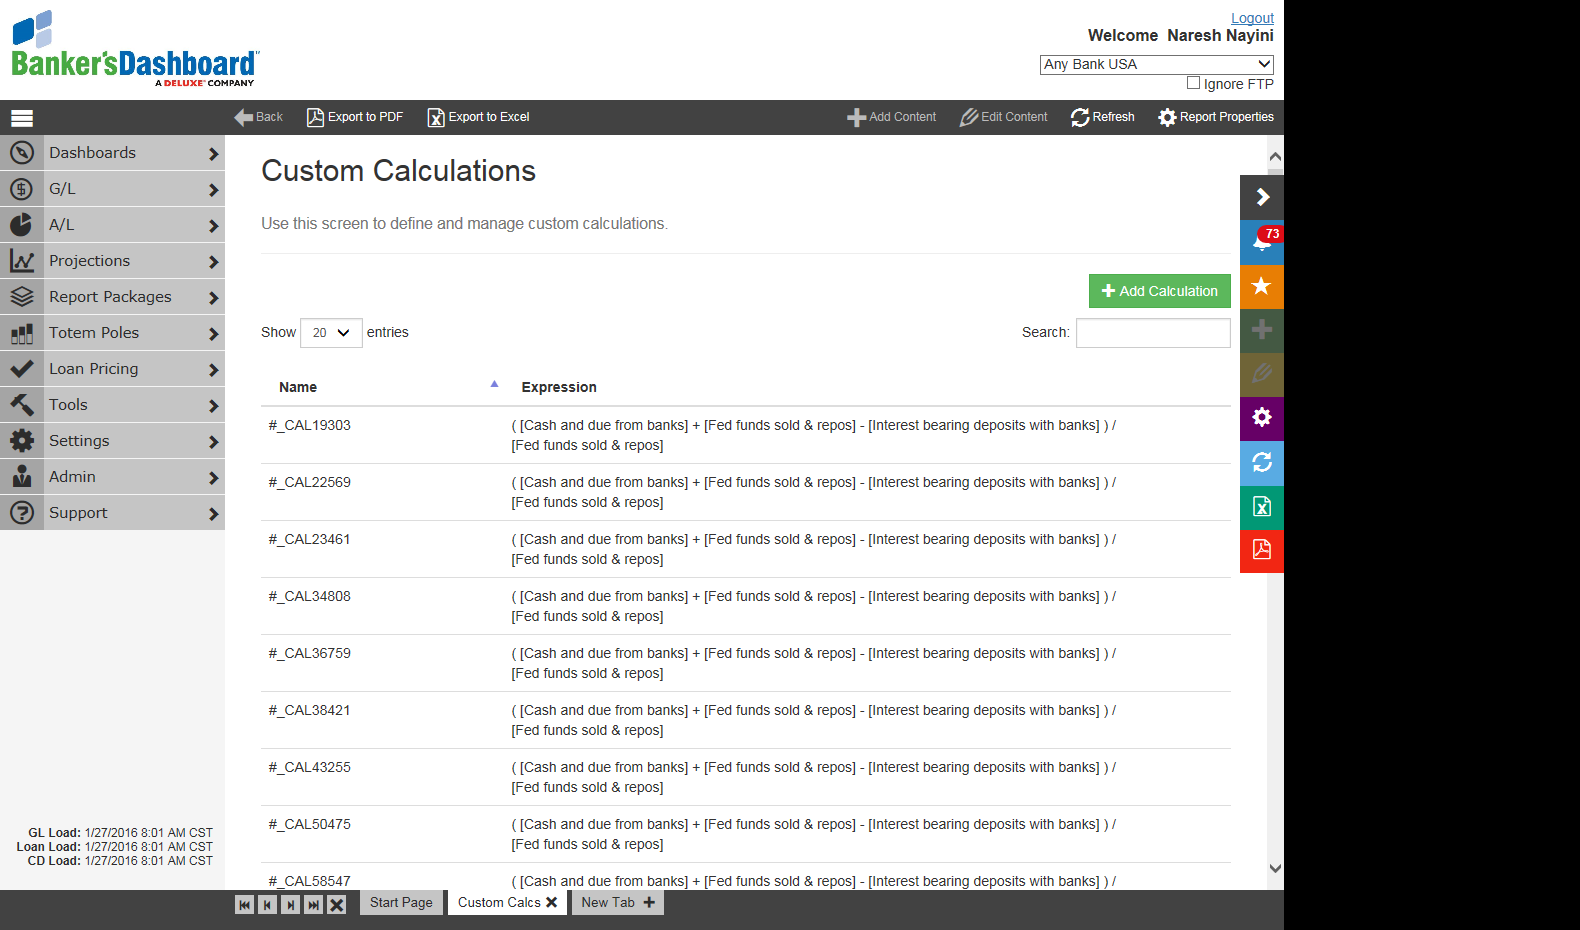 Logout
Welcome Naresh Nayini
Banker'sDashboard
A DELUXE COMPANY
Any Bank USA
Ignore FTP
Back
Export to PDF
Export to Excel
Add Content
Edit Content
Refresh
Report Properties
Dashboards
G/L
A/L
Projections
Report Packages
Totem Poles
Loan Pricing
Tools
Settings
Admin
Support
GL Load: 1/27/2016 8:01 AM CST
Loan Load: 1/27/2016 8:01 AM CST
CD Load: 1/27/2016 8:01 AM CST
Custom Calculations
Use this screen to define and manage custom calculations.
Add Calculation
Show 20 entries
Search:
Name Expression
#_CAL19303 ( [Cash and due from banks] + [Fed funds sold & repos] - [Interest bearing deposits with banks] ) /
[Fed funds sold & repos]
#_CAL22569 ( [Cash and due from banks] + [Fed funds sold & repos] - [Interest bearing deposits with banks] ) /
[Fed funds sold & repos]
#_CAL23461 ( [Cash and due from banks] + [Fed funds sold & repos] - [Interest bearing deposits with banks] ) /
[Fed funds sold & repos]
#_CAL34808 ( [Cash and due from banks] + [Fed funds sold & repos] - [Interest bearing deposits with banks] ) /
[Fed funds sold & repos]
#_CAL36759 ( [Cash and due from banks] + [Fed funds sold & repos] - [Interest bearing deposits with banks] ) /
[Fed funds sold & repos]
#_CAL38421 ( [Cash and due from banks] + [Fed funds sold & repos] - [Interest bearing deposits with banks] ) /
[Fed funds sold & repos]
#_CAL43255 ( [Cash and due from banks] + [Fed funds sold & repos] - [Interest bearing deposits with banks] ) /
[Fed funds sold & repos]
#_CAL50475 ( [Cash and due from banks] + [Fed funds sold & repos] - [Interest bearing deposits with banks] ) /
[Fed funds sold & repos]
#_CAL58547 ( [Cash and due from banks] + [Fed funds sold & repos] - [Interest bearing deposits with banks] ) /
73
Start Page
Custom Calcs
New Tab